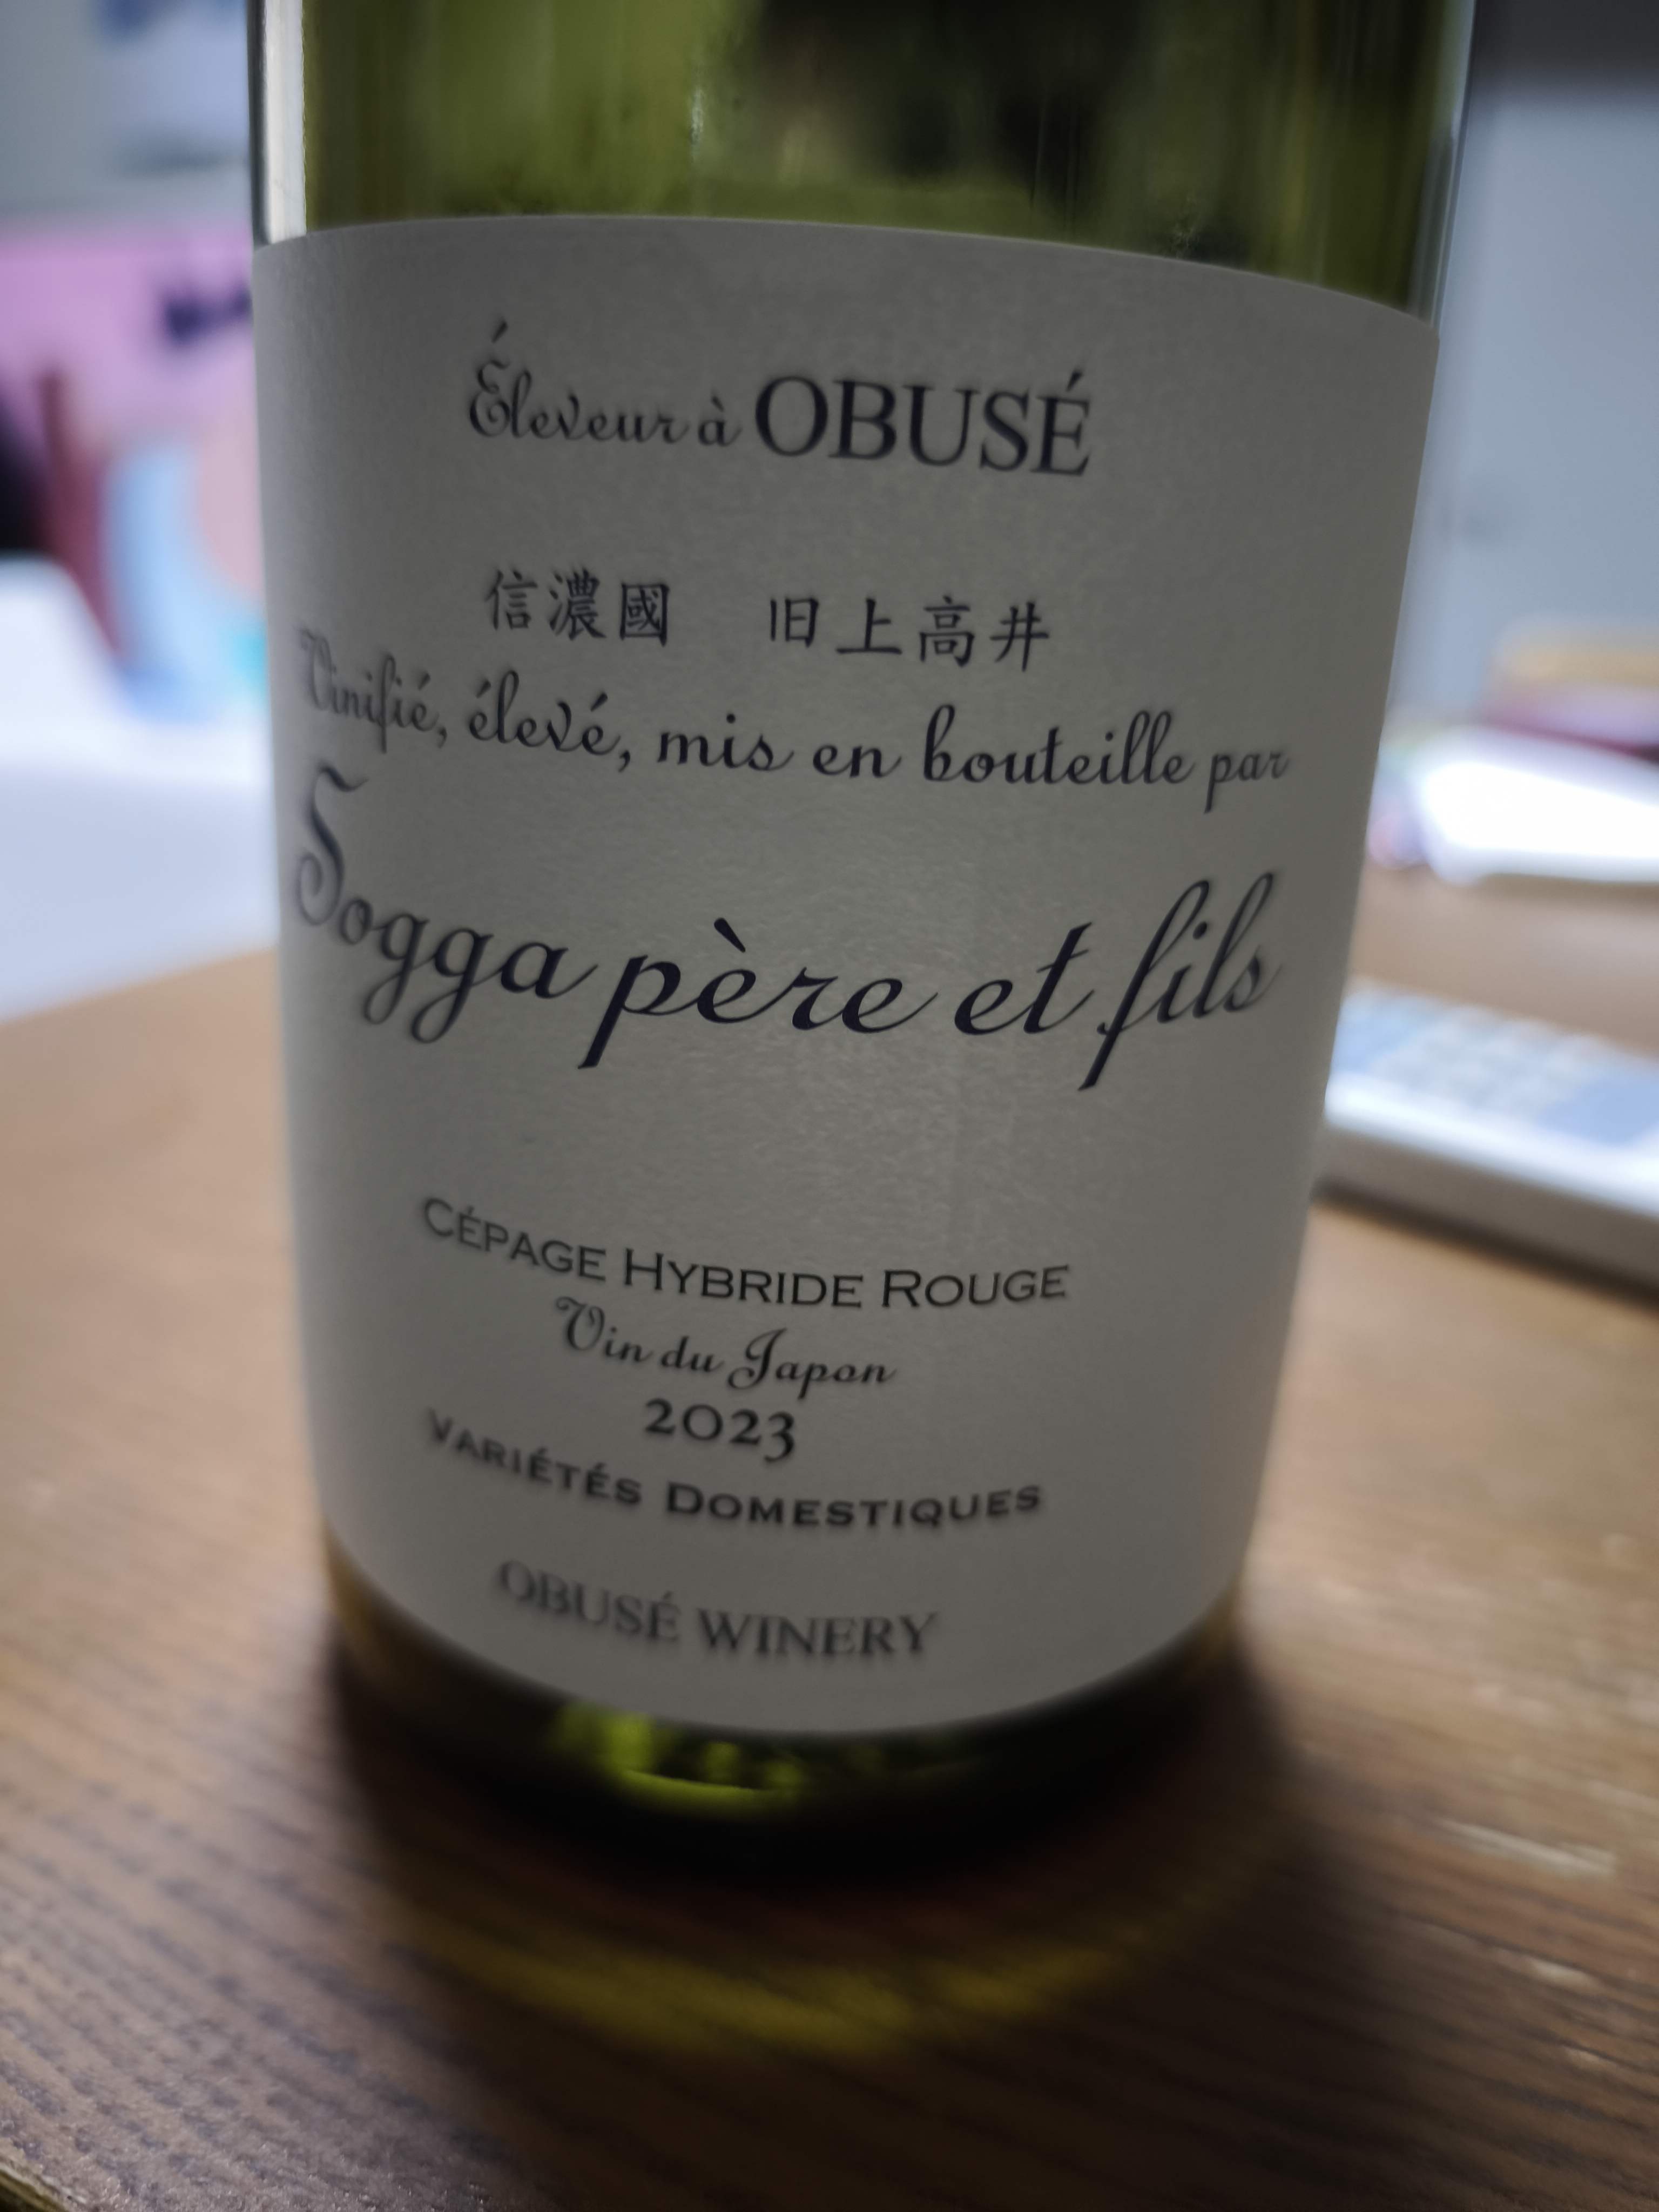 Éleveur à OBUSÉ
信濃國　旧上高井
Vinifié, élevé, mis en bouteille par
Sogga père et fils
CÉPAGE HYBRIDE ROUGE
Vin du Japon
2023
VARIÉTÉS DOMESTIQUES
OBUSÉ WINERY